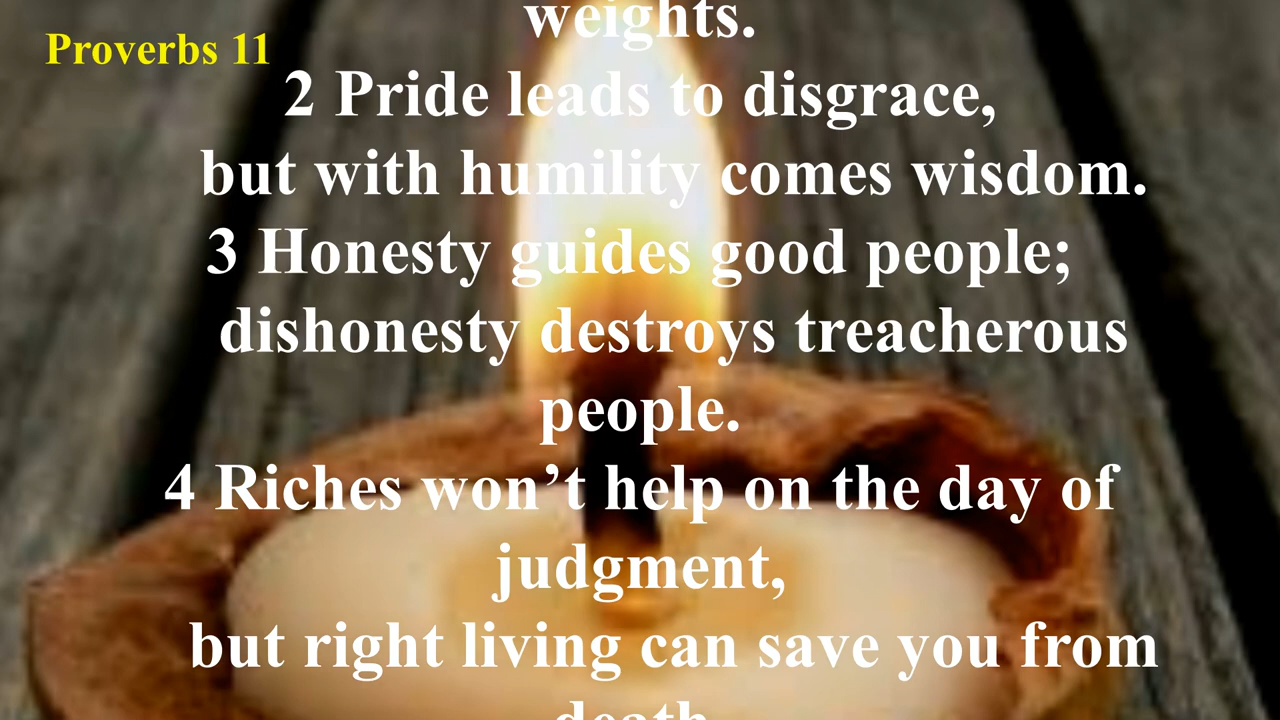 weights.
Proverbs 11
2 Pride leads to disgrace,
but with humility comes wisdom.
3 Honesty guides good people;
dishonesty destroys treacherous
people.
4 Riches won’t help on the day of
judgment,
but right living can save you from
death.